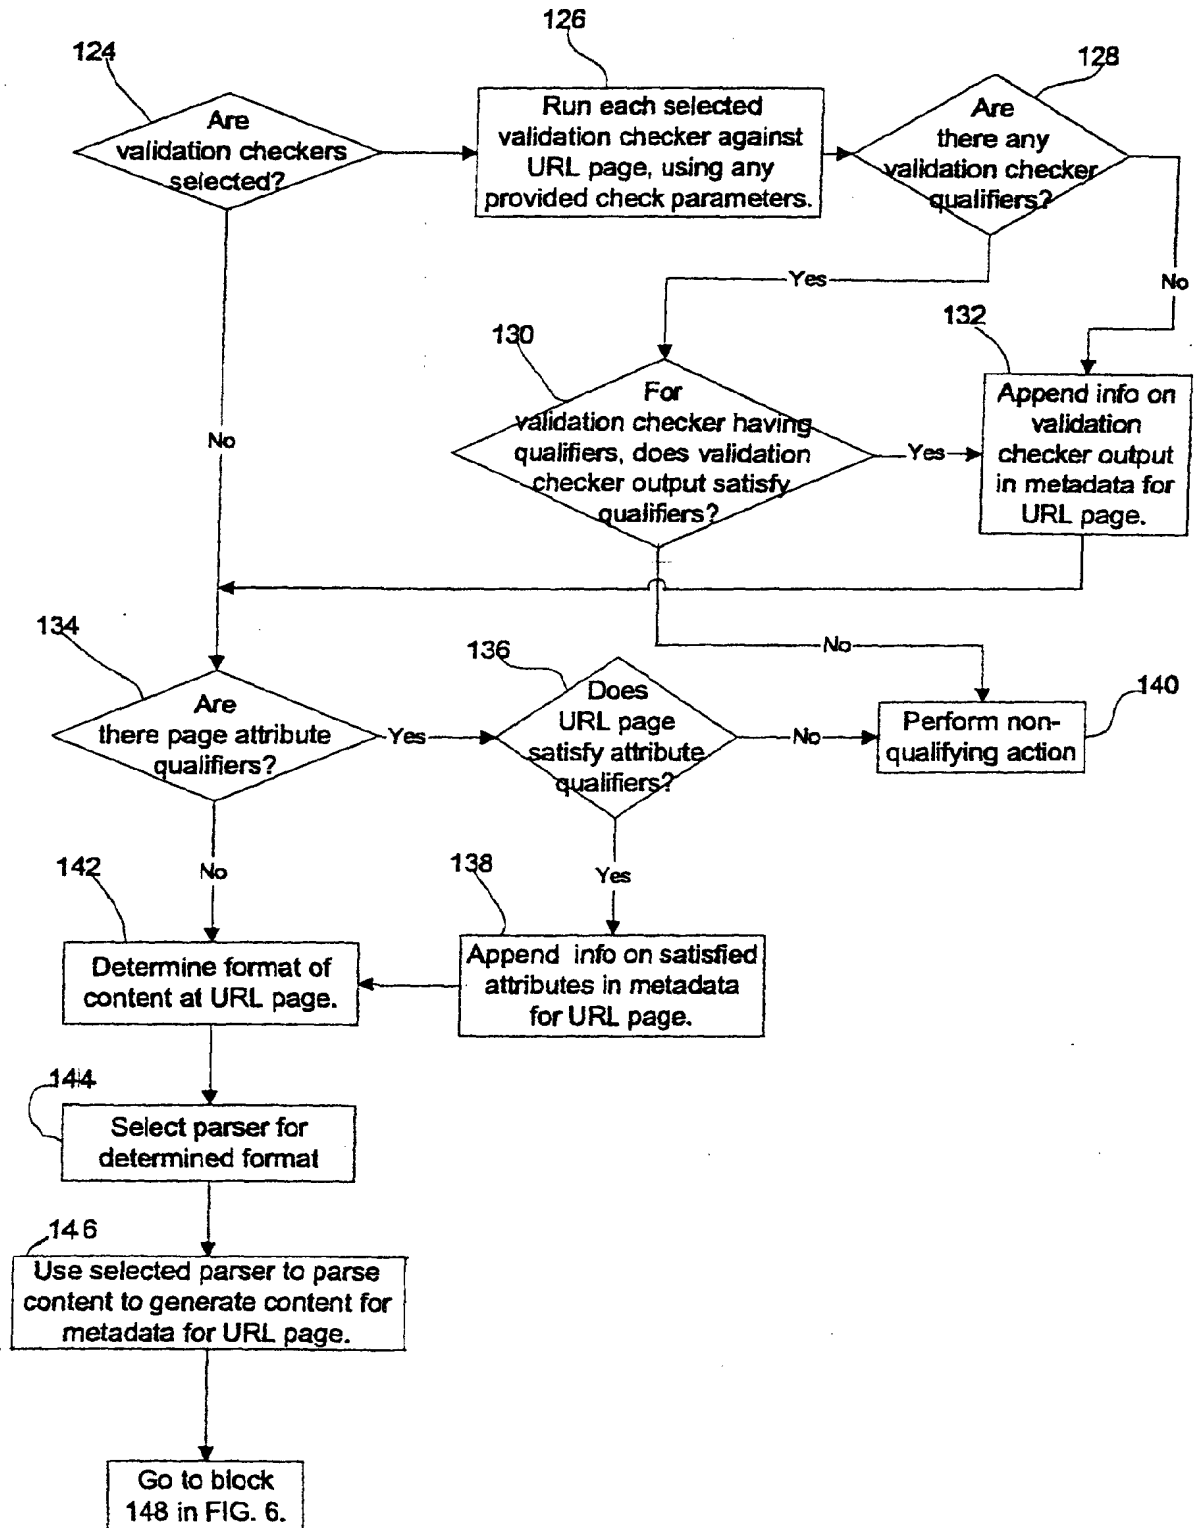 124
Are
validation checkers
selected?
126
Run each selected
validation checker against
URL page, using any
provided check parameters.
128
Are
there any
validation checker
qualifiers?
Yes
No
130
For
validation checker having
qualifiers, does validation
checker output satisfy
qualifiers?
Yes
132
Append info on
validation
checker output
in metadata for
URL page.
No
No
134
Are
there page attribute
qualifiers?
Yes
136
Does
URL page
satisfy attribute
qualifiers?
No
140
Perform non-
qualifying action
No
Yes
142
Determine format of
content at URL page.
138
Append info on satisfied
attributes in metadata
for URL page.
144
Select parser for
determined format
146
Use selected parser to parse
content to generate content for
metadata for URL page.
Go to block
148 in FIG. 6.